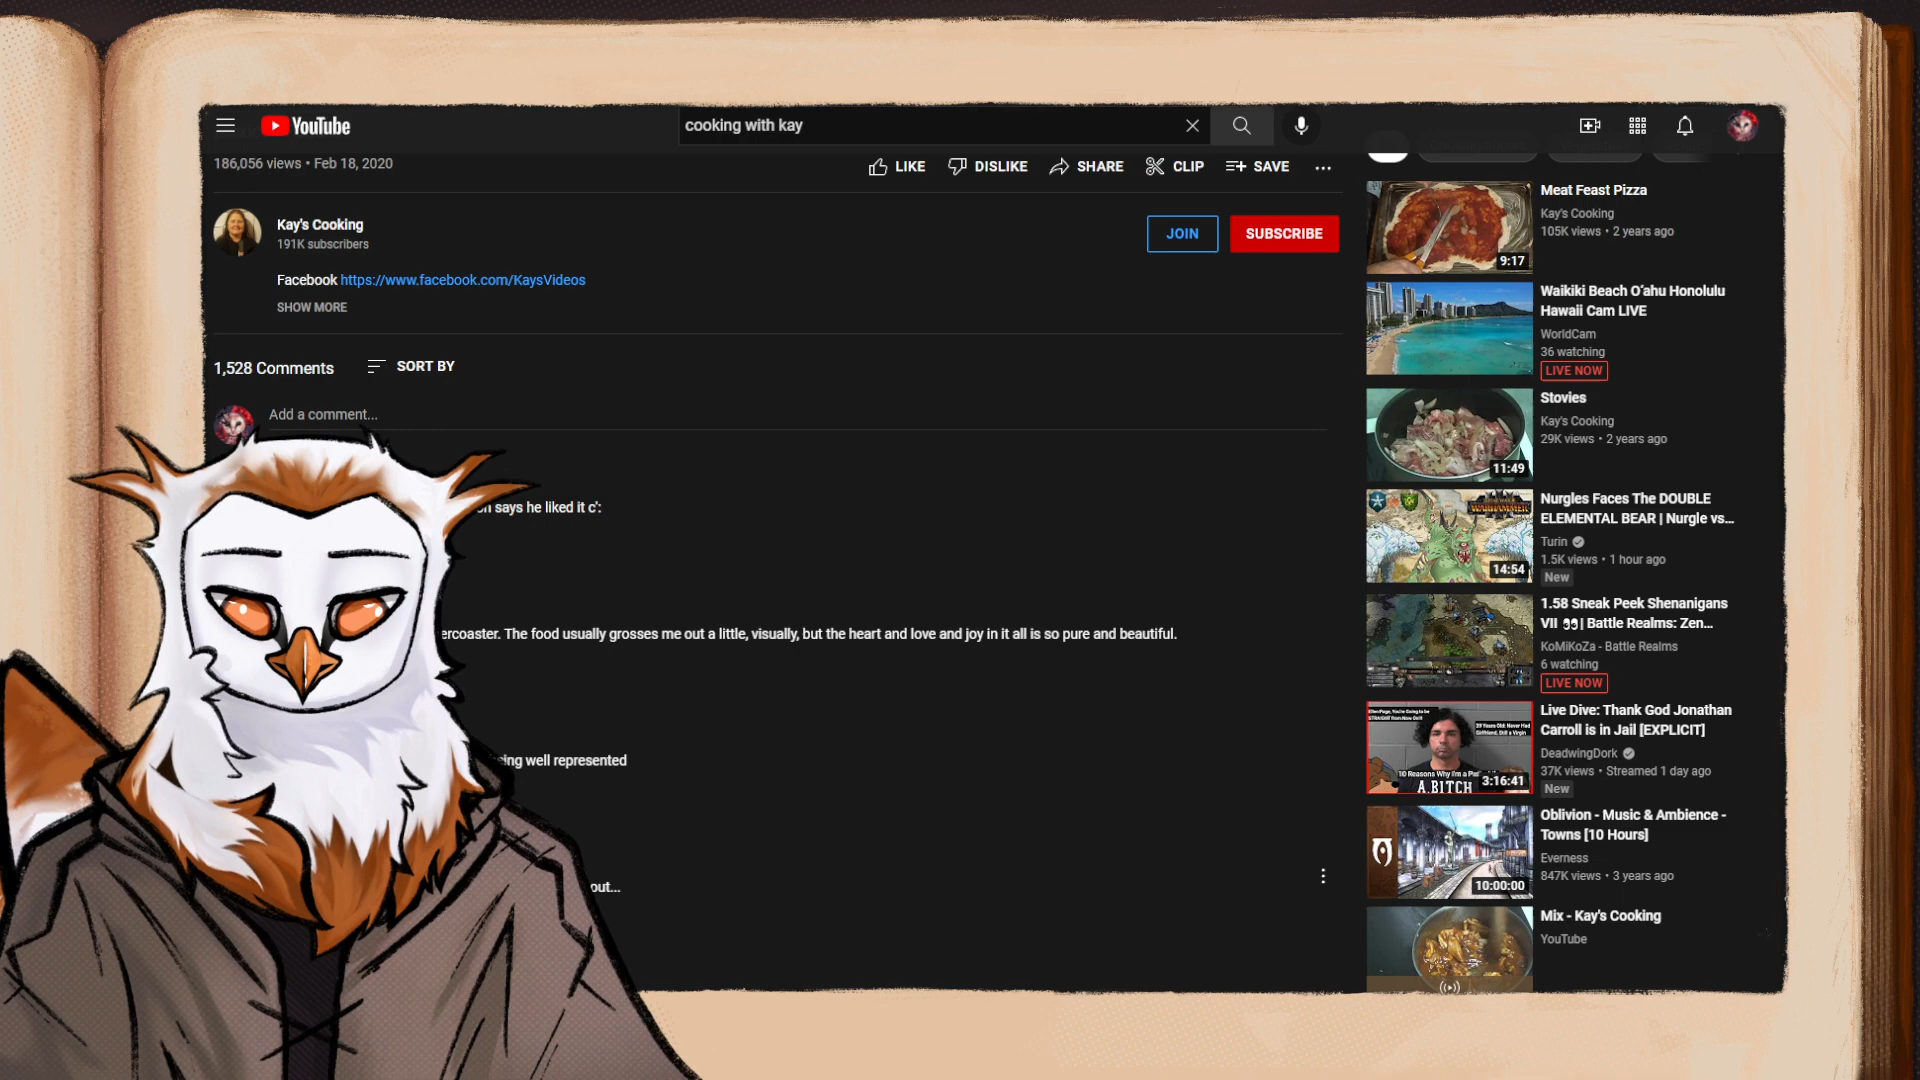 YouTube
cooking with kay
186,056 views • Feb 18, 2020
LIKE
DISLIKE
SHARE
CLIP
SAVE
Kay's Cooking
191K subscribers
JOIN
SUBSCRIBE
Facebook https://www.facebook.com/KaysVideos
SHOW MORE
1,528 Comments
SORT BY
Add a comment...
says he liked it c':
The food usually grosses me out a little, visually, but the heart and love and joy in it all is so pure and beautiful.
well represented
out...
Meat Feast Pizza
Kay's Cooking
105K views • 2 years ago
9:17
Waikiki Beach O‘ahu Honolulu
Hawaii Cam LIVE
WorldCam
36 watching
LIVE NOW
Stovies
Kay's Cooking
29K views • 2 years ago
11:49
Nurgles Faces The DOUBLE
ELEMENTAL BEAR | Nurgle vs...
Turin
1.5K views • 1 hour ago
New
WARHAMMER
14:54
1.58 Sneak Peek Shenanigans
VII 👀| Battle Realms: Zen...
KoMiKoZa - Battle Realms
6 watching
LIVE NOW
Live Dive: Thank God Jonathan
Carroll is in Jail [EXPLICIT]
DeadwingDork
37K views • Streamed 1 day ago
New
10 Reasons Why I'm a
A.BITCH
3:16:41
Oblivion - Music & Ambience -
Towns [10 Hours]
Everness
847K views • 3 years ago
10:00:00
Mix - Kay's Cooking
YouTube